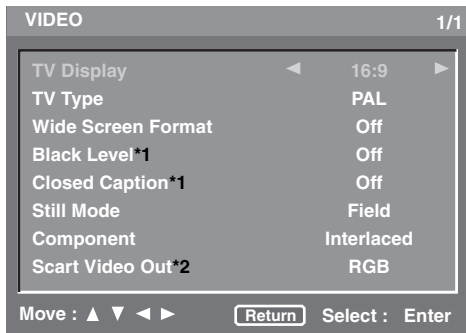 VIDEO 1/1
TV Display ◀ 16:9 ▶
TV Type PAL
Wide Screen Format Off
Black Level*1 Off
Closed Caption*1 Off
Still Mode Field
Component Interlaced
Scart Video Out*2 RGB
Move : ▲ ▼ ◀ ▶ Return Select : Enter